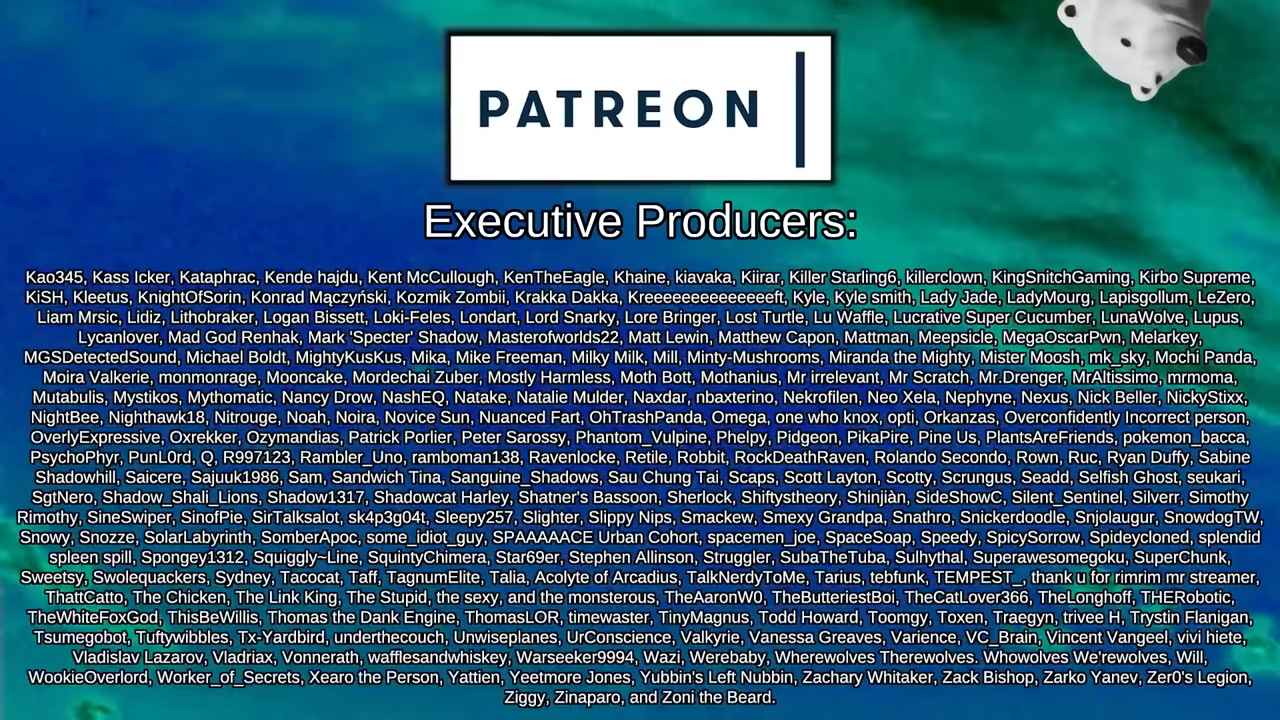 PATREON
Executive Producers:
Kao345, Kass Icker, Kataphrac, Kende hajdu, Kent McCullough, KenTheEagle, Khaine, kiavaka, Kiirar, Killer Starling6, killerclown, KingSnitchGaming, Kirbo Supreme,
KiSH, Kleetus, KnightOfSorin, Konrad Mączyński, Kozmik Zombii, Krakka Dakka, Kreeeeeeeeeeeeeeft, Kyle, Kyle smith, Lady Jade, LadyMourg, Lapisgollum, LeZero,
Liam Mrsic, Lidiz, Lithobraker, Logan Bissett, Loki-Feles, Londart, Lord Snarky, Lore Bringer, Lost Turtle, Lu Waffle, Lucrative Super Cucumber, LunaWolve, Lupus,
Lycanlover, Mad God Renhak, Mark 'Specter' Shadow, Masterofworlds22, Matt Lewin, Matthew Capon, Mattman, Meepsicle, MegaOscarPwn, Melarkey,
MGSDetectedSound, Michael Boldt, MightyKusKus, Mika, Mike Freeman, Milky Milk, Mill, Minty-Mushrooms, Miranda the Mighty, Mister Moosh, mk_sky, Mochi Panda,
Moira Valkerie, monmonrage, Mooncake, Mordechai Zuber, Mostly Harmless, Moth Bott, Mothanius, Mr irrelevant, Mr Scratch, Mr.Drenger, MrAltissimo, mrmoma,
Mutabulis, Mystikos, Mythomatic, Nancy Drow, NashEQ, Natake, Natalie Mulder, Naxdar, nbaxterino, Nekrofilen, Neo Xela, Nephyne, Nexus, Nick Beller, NickyStixx,
NightBee, Nighthawk18, Nitrouge, Noah, Noira, Novice Sun, Nuanced Fart, OhTrashPanda, Omega, one who knox, opti, Orkanzas, Overconfidently Incorrect person,
OverlyExpressive, Oxrekker, Ozymandias, Patrick Porlier, Peter Sarossy, Phantom_Vulpine, Phelpy, Pidgeon, PikaPire, Pine Us, PlantsAreFriends, pokemon_bacca,
PsychoPhyr, PunL0rd, Q, R997123, Rambler_Uno, ramboman138, Ravenlocke, Retile, Robbit, RockDeathRaven, Rolando Secondo, Rown, Ruc, Ryan Duffy, Sabine
Shadowhill, Saicere, Sajuuk1986, Sam, Sandwich Tina, Sanguine_Shadows, Sau Chung Tai, Scaps, Scott Layton, Scotty, Scrungus, Seadd, Selfish Ghost, seukari,
SgtNero, Shadow_Shali_Lions, Shadow1317, Shadowcat Harley, Shatner's Bassoon, Sherlock, Shiftystheory, Shinjiàn, SideShowC, Silent_Sentinel, Silverr, Simothy
Rimothy, SineSwiper, SinofPie, SirTalksalot, sk4p3g04t, Sleepy257, Slighter, Slippy Nips, Smackew, Smexy Grandpa, Snathro, Snickerdoodle, Snjolaugur, SnowdogTW,
Snowy, Snozze, SolarLabyrinth, SomberApoc, some_idiot_guy, SPAAAAACE Urban Cohort, spacemen_joe, SpaceSoap, Speedy, SpicySorrow, Spideycloned, splendid
spleen spill, Spongey1312, Squiggly~Line, SquintyChimera, Star69er, Stephen Allinson, Struggler, SubaTheTuba, Sulhythal, Superawesomegoku, SuperChunk,
Sweetsy, Swolequackers, Sydney, Tacocat, Taff, TagnumElite, Talia, Acolyte of Arcadius, TalkNerdyToMe, Tarius, tebfunk, TEMPEST_, thank u for rimrim mr streamer,
ThattCatto, The Chicken, The Link King, The Stupid, the sexy, and the monsterous, TheAaronW0, TheButteriestBoi, TheCatLover366, TheLonghoff, THERobotic,
TheWhiteFoxGod, ThisBeWillis, Thomas the Dank Engine, ThomasLOR, timewaster, TinyMagnus, Todd Howard, Toomgy, Toxen, Traegyn, trivee H, Trystin Flanigan,
Tsumegobot, Tuftywibbles, Tx-Yardbird, underthecouch, Unwiseplanes, UrConscience, Valkyrie, Vanessa Greaves, Varience, VC_Brain, Vincent Vangeel, vivi hiete,
Vladislav Lazarov, Vladriax, Vonnerath, wafflesandwhiskey, Warseeker9994, Wazi, Werebaby, Wherewolves Therewolves. Whowolves We'rewolves, Will,
WookieOverlord, Worker_of_Secrets, Xearo the Person, Yattien, Yeetmore Jones, Yubbin's Left Nubbin, Zachary Whitaker, Zack Bishop, Zarko Yanev, Zer0's Legion,
Ziggy, Zinaparo, and Zoni the Beard.